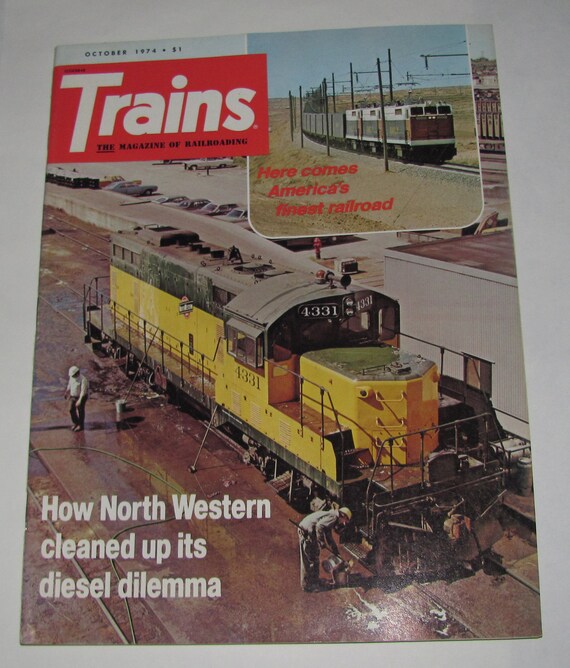 OCTOBER 1974 • $1
Trains
THE MAGAZINE OF RAILROADING
Here comes
America's
finest railroad
4331
4331
4331
How North Western
cleaned up its
diesel dilemma